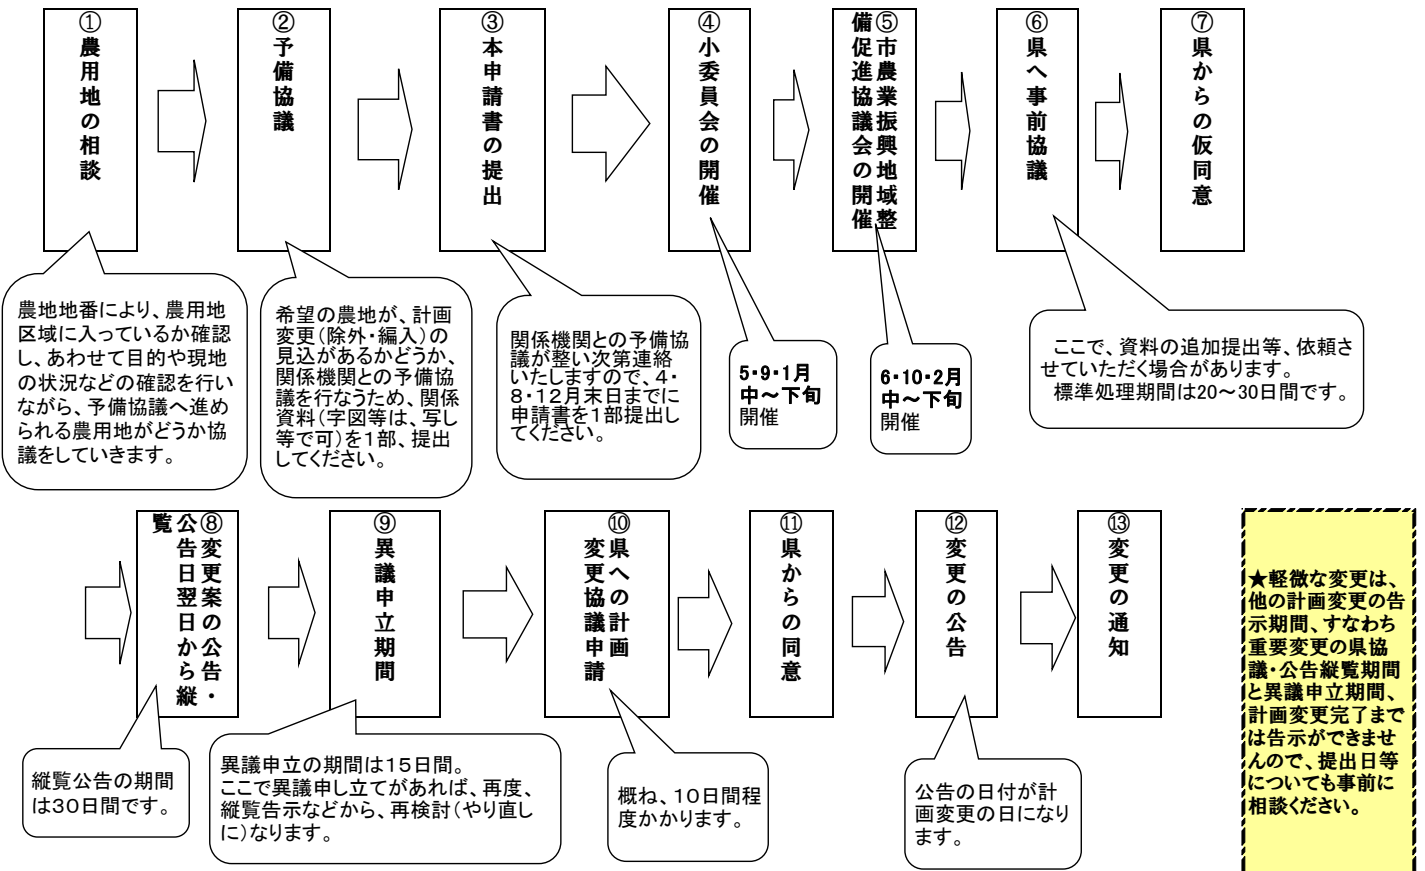 ①農用地の相談
②予備協議
③本申請書の提出
④小委員会の開催
⑤市農業振興地域整
備促進協議会の開催
⑥県へ事前協議
⑦県からの仮同意
農地地番により、農用地
区域に入っているか確認
し、あわせて目的や現地
の状況などの確認を行い
ながら、予備協議へ進め
られる農用地がどうか協
議をしていきます。
希望の農地が、計画
変更(除外・編入)の
見込があるかどうか、
関係機関との予備協
議を行なうため、関係
資料(字図等は、写し
等で可)を1部、提出
してください。
関係機関との予備協
議が整い次第連絡
いたしますので、4・
8・12月末日までに
申請書を1部提出し
てください。
5・9・1月
中～下旬
開催
6・10・2月
中～下旬
開催
ここで、資料の追加提出等、依頼さ
せていただく場合があります。
標準処理期間は20～30日間です。
⑧変更案の公告・
公告日翌日から縦
覧
⑨異議申立期間
⑩県への計画
変更協議申請
⑪県からの同意
⑫変更の公告
⑬変更の通知
縦覧公告の期間
は30日間です。
異議申立の期間は15日間。
ここで異議申し立てがあれば、再度、
縦覧告示などから、再検討(やり直し
に)なります。
概ね、10日間程
度かかります。
公告の日付が計
画変更の日になり
ます。
★軽微な変更は、
他の計画変更の告
示期間、すなわち
重要変更の県協
議・公告縦覧期間
と異議申立期間、
計画変更完了まで
は告示ができませ
んので、提出日等
についても事前に
相談ください。